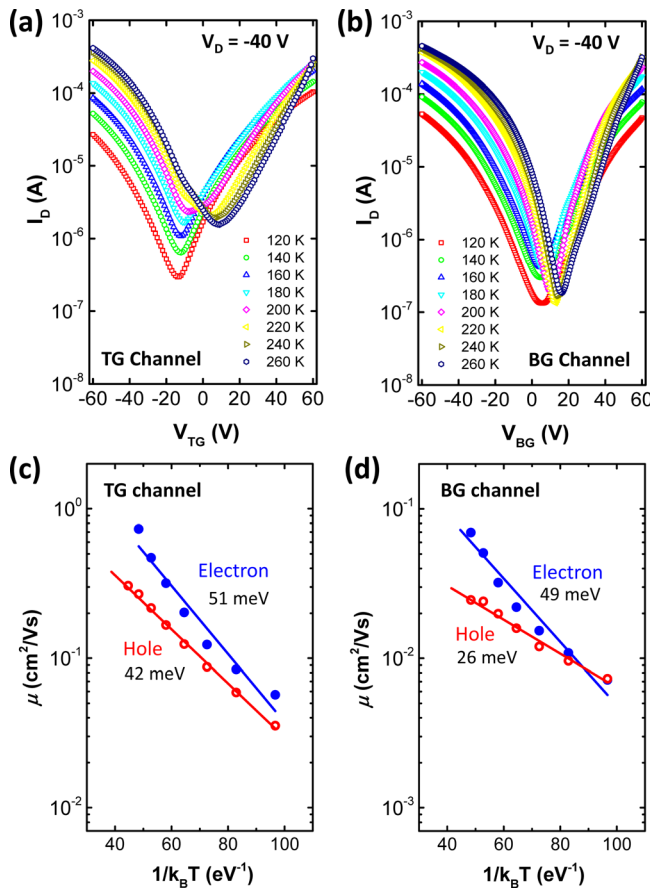 (a)
V_D = -40 V
10^-3
10^-4
10^-5
10^-6
10^-7
10^-8
I_D (A)
120 K
140 K
160 K
180 K
200 K
220 K
240 K
260 K
TG Channel
-60 -40 -20 0 20 40 60
V_TG (V)
(b)
V_D = -40 V
10^-3
10^-4
10^-5
10^-6
10^-7
10^-8
I_D (A)
120 K
140 K
160 K
180 K
200 K
220 K
240 K
260 K
BG Channel
-60 -40 -20 0 20 40 60
V_BG (V)
(c)
TG channel
10^0
10^-1
10^-2
μ (cm^2/Vs)
Electron
51 meV
Hole
42 meV
40 60 80 100
1/k_BT (eV^-1)
(d)
BG channel
10^-1
10^-2
10^-3
μ (cm^2/Vs)
Electron
49 meV
Hole
26 meV
40 60 80 100
1/k_BT (eV^-1)